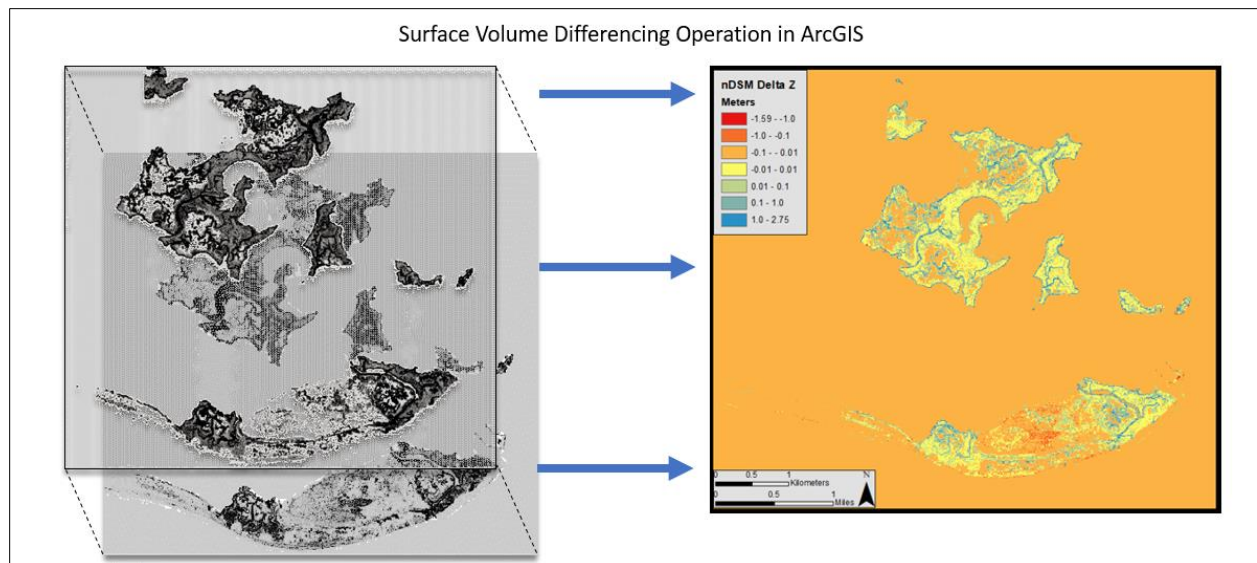 Surface Volume Differencing Operation in ArcGIS
nDSM Delta Z
Meters
-1.59 - -1.0
-1.0 - -0.1
-0.1 - -0.01
-0.01 - 0.01
0.01 - 0.1
0.1 - 1.0
1.0 - 2.75
0 0.5 1
Kilometers
0 0.5 1
Miles
N